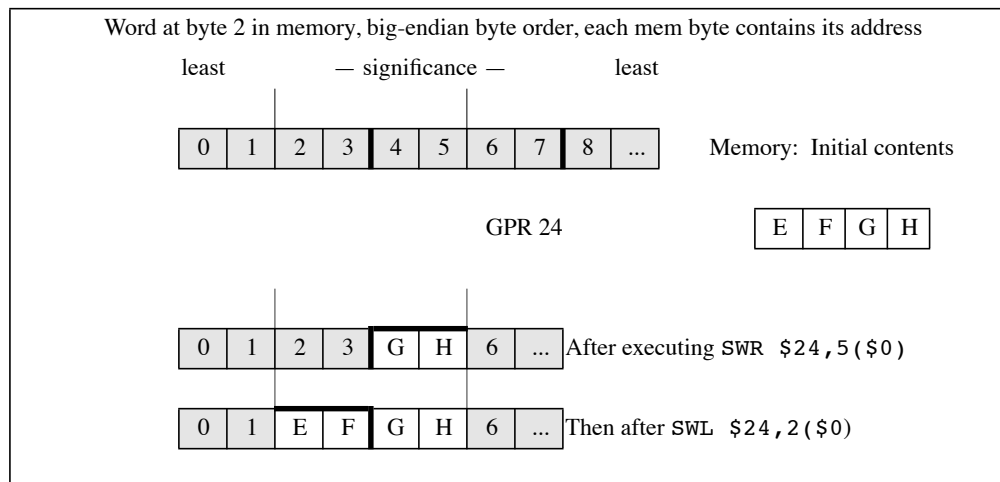 Word at byte 2 in memory, big-endian byte order, each mem byte contains its address
least — significance — least
0 1 2 3 4 5 6 7 8 ... Memory: Initial contents
GPR 24 E F G H
0 1 2 3 G H 6 ... After executing SWR $24,5($0)
0 1 E F G H 6 ... Then after SWL $24,2($0)